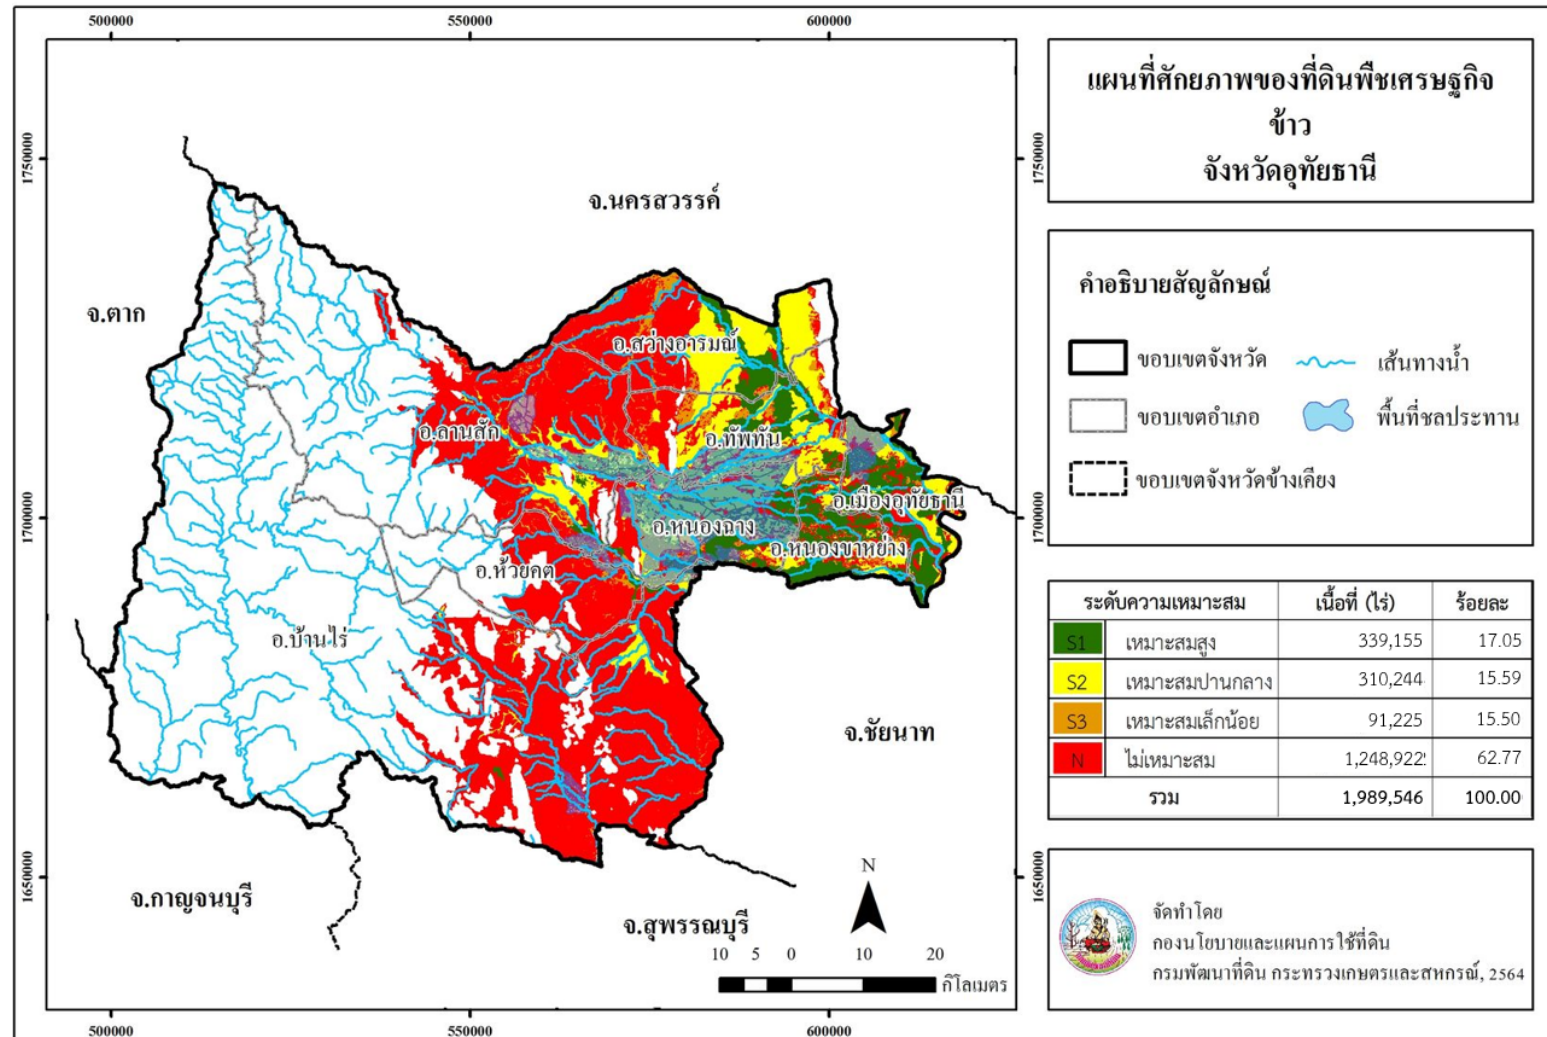 500000 550000 600000
แผนที่ศักยภาพของที่ดินพืชเศรษฐกิจ
ข้าว
จังหวัดอุทัยธานี
1750000 1750000
จ.นครสวรรค์
จ.ตาก
อ.สว่างอารมณ์
อ.ลานสัก
อ.ทัพทัน
อ.เมืองอุทัยธานี
1700000 1700000
อ.หนองฉาง
อ.หนองขาหย่าง
อ.ห้วยคต
อ.บ้านไร่
จ.ชัยนาท
1650000 1650000
จ.กาญจนบุรี
จ.สุพรรณบุรี
N
10 5 0 10 20
กิโลเมตร
500000 550000 600000
คำอธิบายสัญลักษณ์
ขอบเขตจังหวัด เส้นทางน้ำ
ขอบเขตอำเภอ พื้นที่ชลประทาน
ขอบเขตจังหวัดข้างเคียง
ระดับความเหมาะสม เนื้อที่ (ไร่) ร้อยละ
S1 เหมาะสมสูง 339,155 17.05
S2 เหมาะสมปานกลาง 310,244 15.59
S3 เหมาะสมเล็กน้อย 91,225 15.50
N ไม่เหมาะสม 1,248,922 62.77
รวม 1,989,546 100.00
จัดทำโดย
กองนโยบายและแผนการใช้ที่ดิน
กรมพัฒนาที่ดิน กระทรวงเกษตรและสหกรณ์, 2564